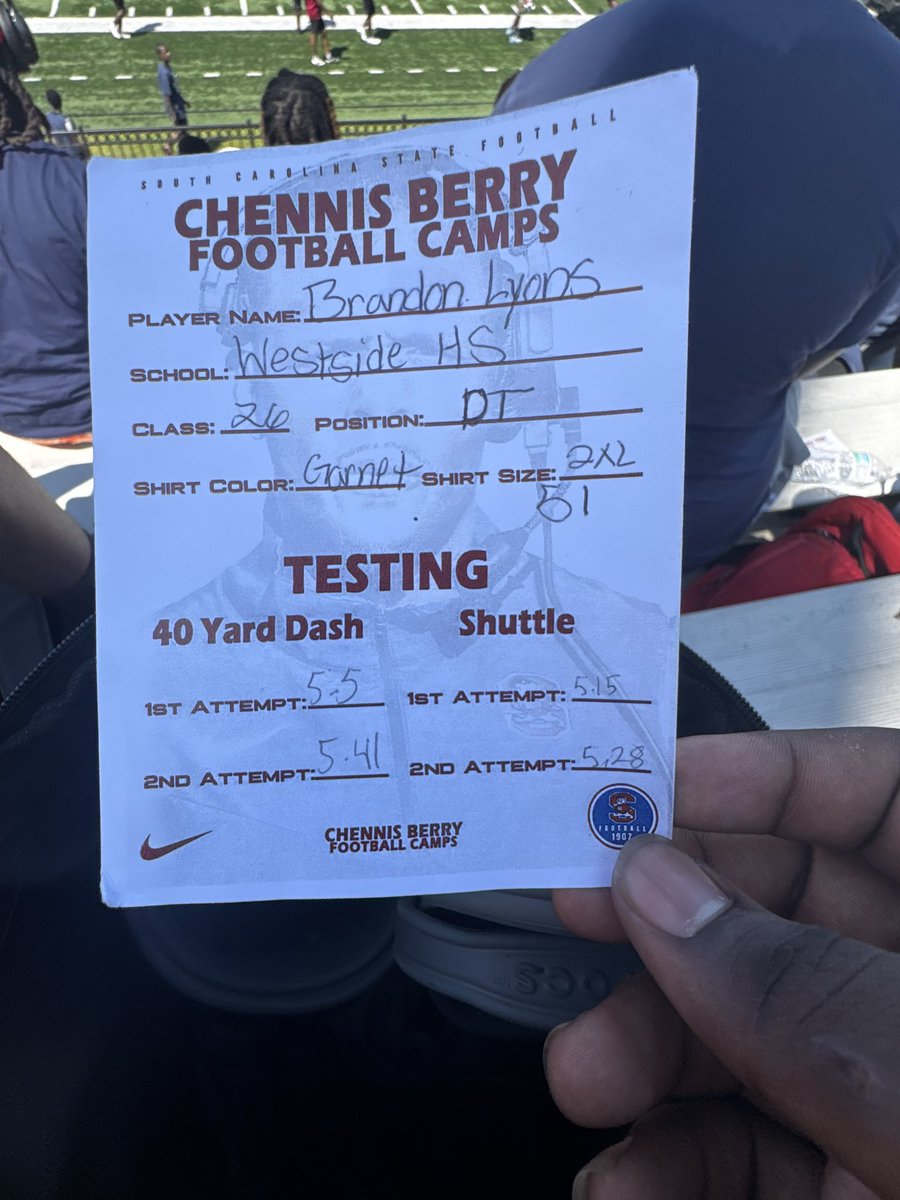 SOUTH CAROLINA STATE FOOTBALL
CHENNIS BERRY
FOOTBALL CAMPS
PLAYER NAME: Brandon Lyons
SCHOOL: Westside HS
CLASS: 26 POSITION: DT
SHIRT COLOR: Garnet SHIRT SIZE: 2XL
51
TESTING
40 Yard Dash Shuttle
1ST ATTEMPT: 5.5 1ST ATTEMPT: 5.15
2ND ATTEMPT: 5.41 2ND ATTEMPT: 5.28
CHENNIS BERRY
FOOTBALL CAMPS
S
FOOTBALL
1907
crocs